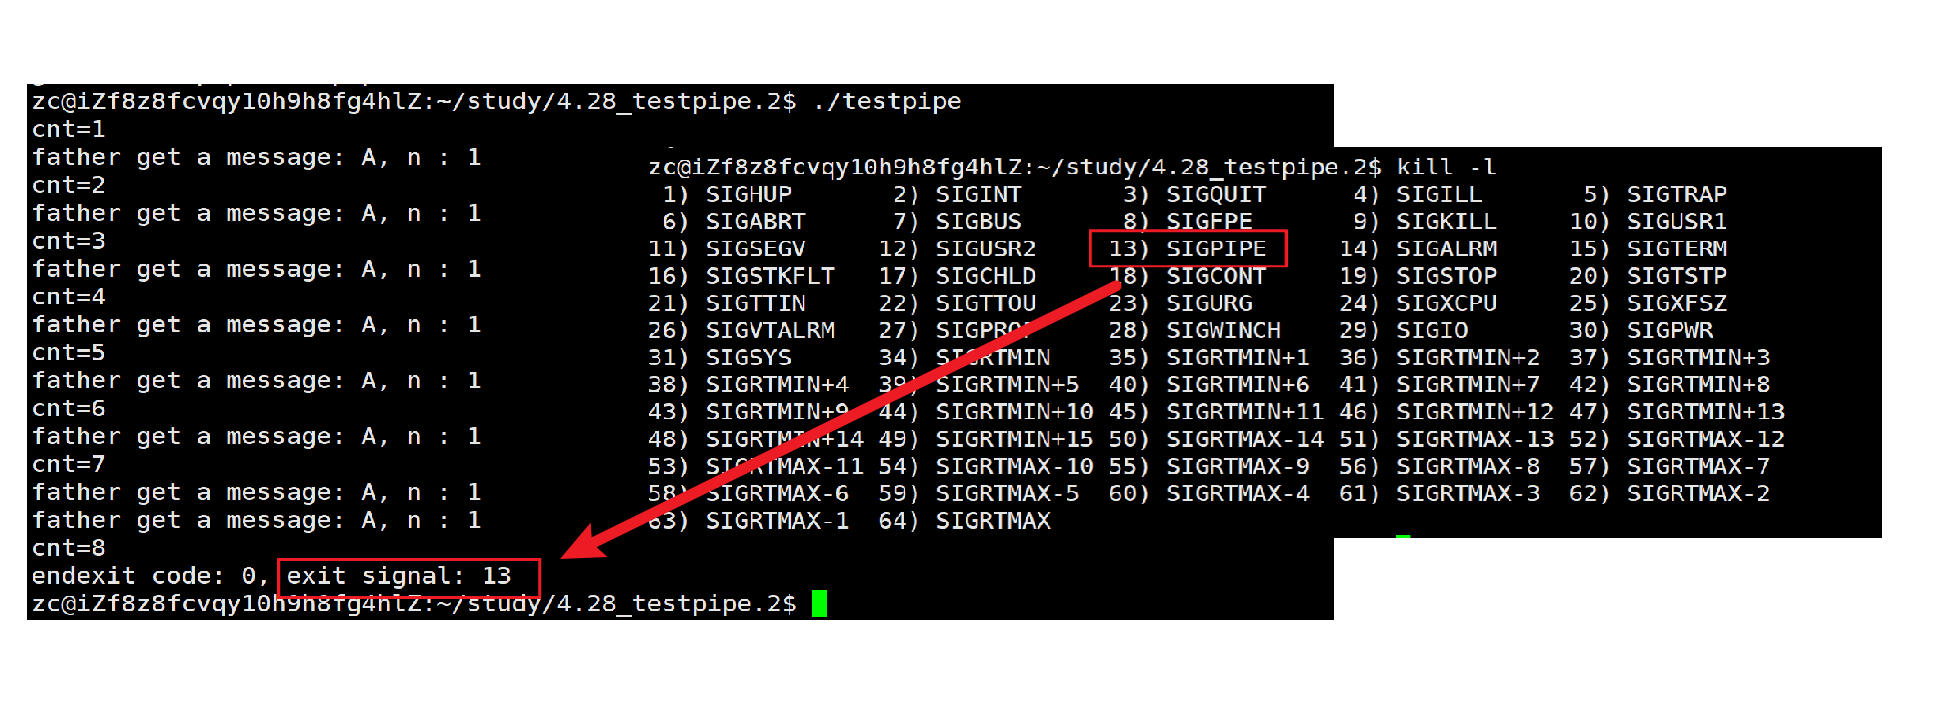 zc@iZf8z8fcvqy10h9h8fg4hlZ:~/study/4.28_testpipe.2$ ./testpipe
cnt=1
father get a message: A, n : 1
cnt=2
father get a message: A, n : 1
cnt=3
father get a message: A, n : 1
cnt=4
father get a message: A, n : 1
cnt=5
father get a message: A, n : 1
cnt=6
father get a message: A, n : 1
cnt=7
father get a message: A, n : 1
father get a message: A, n : 1
cnt=8
endexit code: 0, exit signal: 13
zc@iZf8z8fcvqy10h9h8fg4hlZ:~/study/4.28_testpipe.2$
zc@iZf8z8fcvqy10h9h8fg4hlZ:~/study/4.28_testpipe.2$ kill -l
1) SIGHUP 2) SIGINT 3) SIGQUIT 4) SIGILL 5) SIGTRAP
6) SIGABRT 7) SIGBUS 8) SIGFPE 9) SIGKILL 10) SIGUSR1
11) SIGSEGV 12) SIGUSR2 13) SIGPIPE 14) SIGALRM 15) SIGTERM
16) SIGSTKFLT 17) SIGCHLD 18) SIGCONT 19) SIGSTOP 20) SIGTSTP
21) SIGTTIN 22) SIGTTOU 23) SIGURG 24) SIGXCPU 25) SIGXFSZ
26) SIGVTALRM 27) SIGPROF 28) SIGWINCH 29) SIGIO 30) SIGPWR
31) SIGSYS 34) SIGRTMIN 35) SIGRTMIN+1 36) SIGRTMIN+2 37) SIGRTMIN+3
38) SIGRTMIN+4 39) SIGRTMIN+5 40) SIGRTMIN+6 41) SIGRTMIN+7 42) SIGRTMIN+8
43) SIGRTMIN+9 44) SIGRTMIN+10 45) SIGRTMIN+11 46) SIGRTMIN+12 47) SIGRTMIN+13
48) SIGRTMIN+14 49) SIGRTMIN+15 50) SIGRTMAX-14 51) SIGRTMAX-13 52) SIGRTMAX-12
53) SIGRTMAX-11 54) SIGRTMAX-10 55) SIGRTMAX-9 56) SIGRTMAX-8 57) SIGRTMAX-7
58) SIGRTMAX-6 59) SIGRTMAX-5 60) SIGRTMAX-4 61) SIGRTMAX-3 62) SIGRTMAX-2
63) SIGRTMAX-1 64) SIGRTMAX